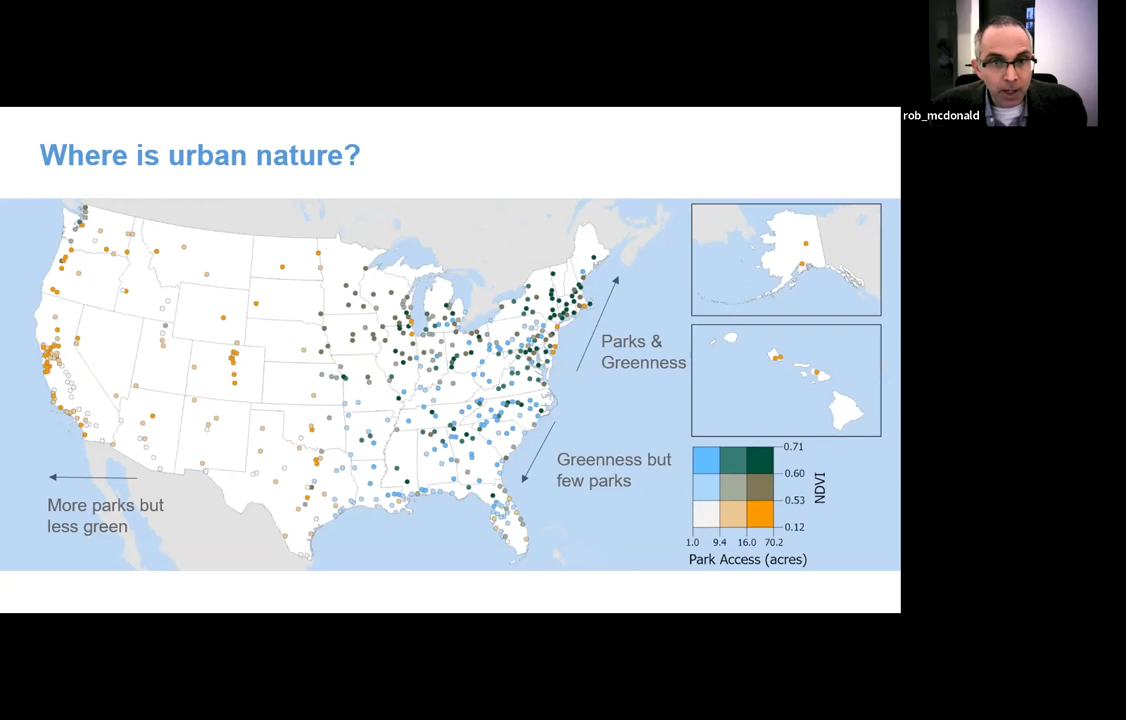 rob_mcdonald
Where is urban nature?
Parks &
Greenness
Greenness but
few parks
More parks but
less green
0.71
0.60
0.53
0.12
NDVI
1.0 9.4 16.0 70.2
Park Access (acres)